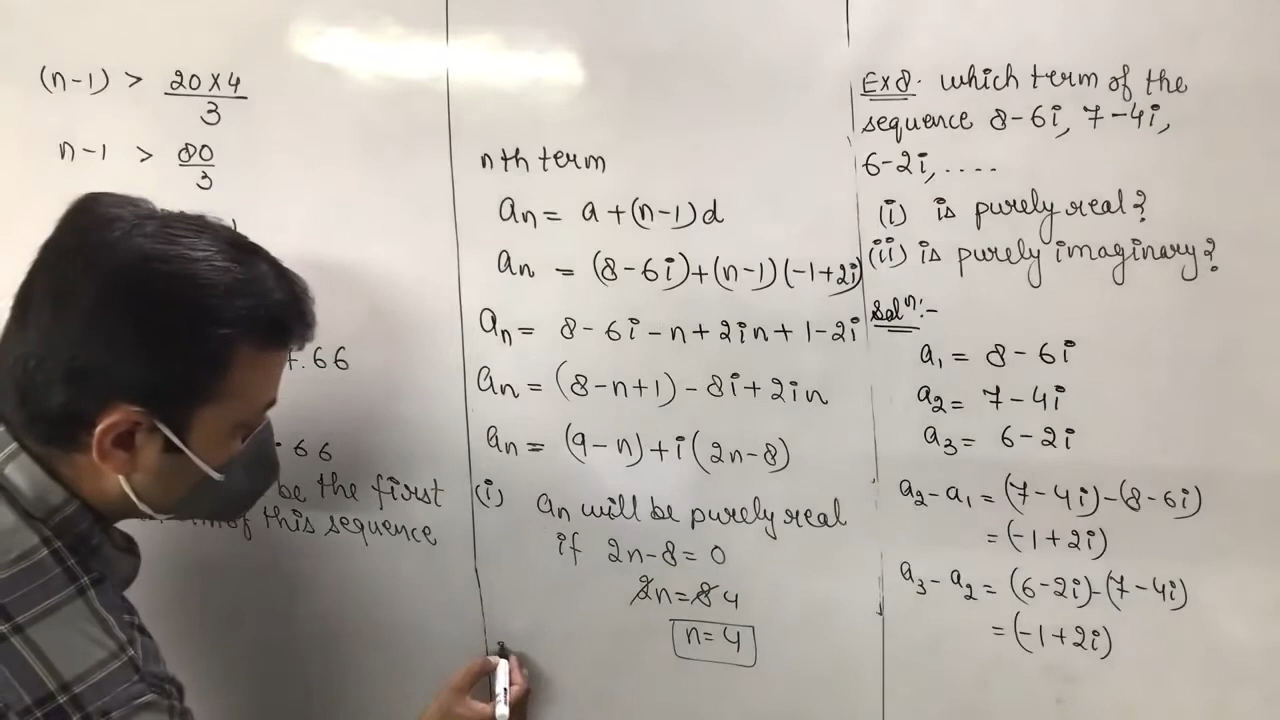 (n-1) > 20×4/3
n-1 > 80/3
.66
.66
be the first
of this sequence
nth term
an = a+(n-1)d
an = (8-6i)+(n-1)(-1+2i)
an = 8-6i-n+2in+1-2i
an = (8-n+1)-8i+2in
an = (9-n)+i(2n-8)
(i) an will be purely real
if 2n-8=0
2n=8 4
n=4
Ex 8. which term of the
sequence 8-6i, 7-4i,
6-2i, ....
(i) is purely real?
(ii) is purely imaginary?
Solⁿ:-
a₁ = 8-6i
a₂ = 7-4i
a₃ = 6-2i
a₂-a₁ = (7-4i)-(8-6i)
= (-1+2i)
a₃-a₂ = (6-2i)-(7-4i)
= (-1+2i)